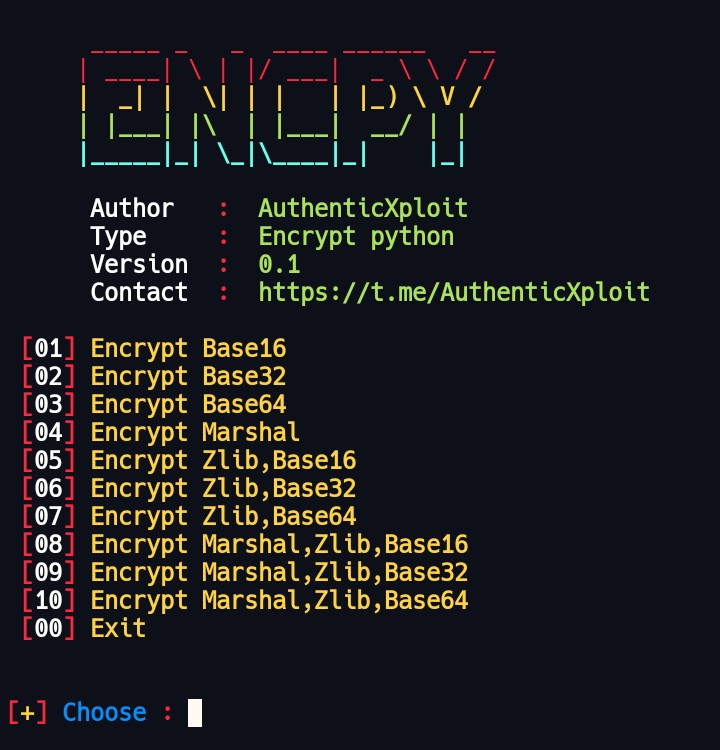 ENCPY
Author : AuthenticXploit
Type : Encrypt python
Version : 0.1
Contact : https://t.me/AuthenticXploit
[01] Encrypt Base16
[02] Encrypt Base32
[03] Encrypt Base64
[04] Encrypt Marshal
[05] Encrypt Zlib,Base16
[06] Encrypt Zlib,Base32
[07] Encrypt Zlib,Base64
[08] Encrypt Marshal,Zlib,Base16
[09] Encrypt Marshal,Zlib,Base32
[10] Encrypt Marshal,Zlib,Base64
[00] Exit
[+] Choose :